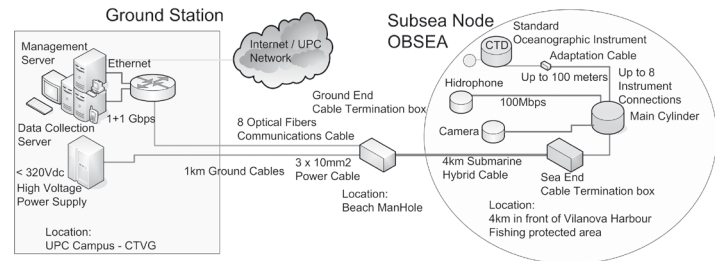 Ground Station
Management
Server
Ethernet
1+1 Gbps
Data Collection
Server
< 320Vdc
High Voltage
Power Supply
Location:
UPC Campus - CTVG
Internet / UPC
Network
8 Optical Fibers
Communications Cable
1km Ground Cables
3 x 10mm2
Power Cable
Ground End
Cable Termination box
Location:
Beach ManHole
Subsea Node
OBSEA
Standard
Oceanographic Instrument
CTD
Adaptation Cable
Up to 100 meters
Up to 8
Instrument
Connections
Hidrophone
100Mbps
Main Cylinder
Camera
4km Submarine
Hybrid Cable
Sea End
Cable Termination box
Location:
4km in front of Vilanova Harbour
Fishing protected area